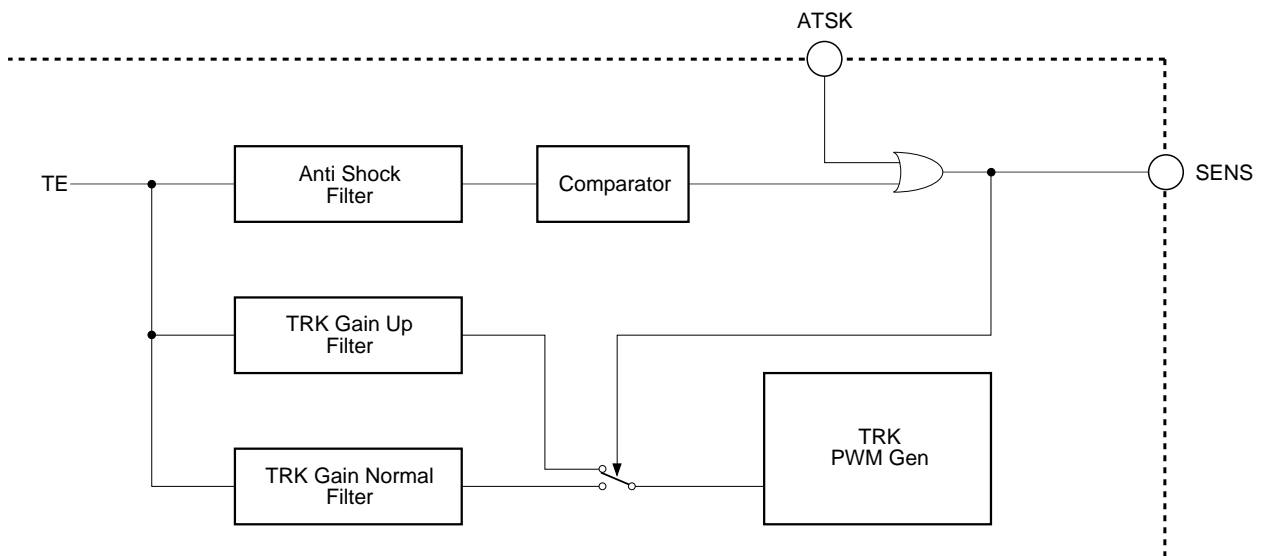 ATSK
TE
Anti Shock
Filter
Comparator
SENS
TRK Gain Up
Filter
TRK Gain Normal
Filter
TRK
PWM Gen